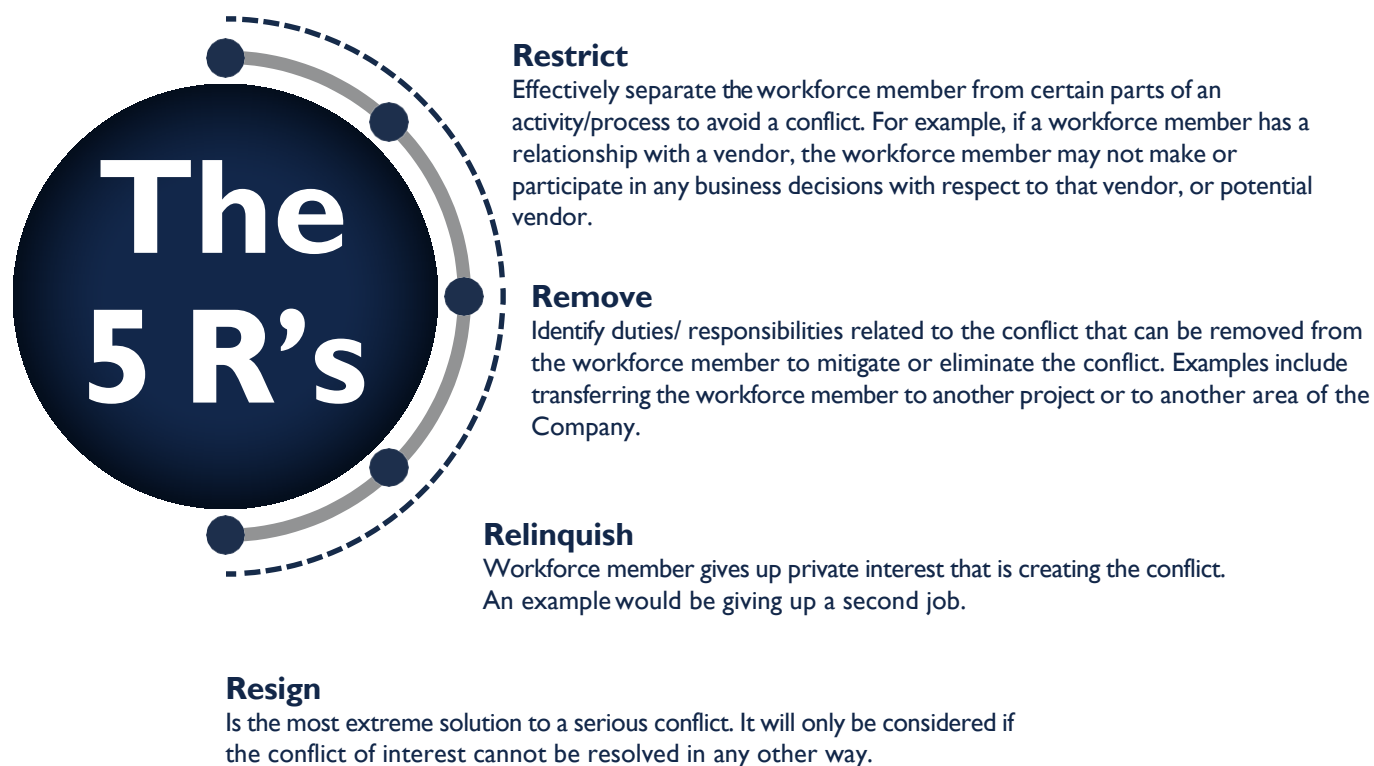 The
5 R’s
Restrict
Effectively separate the workforce member from certain parts of an
activity/process to avoid a conflict. For example, if a workforce member has a
relationship with a vendor, the workforce member may not make or
participate in any business decisions with respect to that vendor, or potential
vendor.
Remove
Identify duties/ responsibilities related to the conflict that can be removed from
the workforce member to mitigate or eliminate the conflict. Examples include
transferring the workforce member to another project or to another area of the
Company.
Relinquish
Workforce member gives up private interest that is creating the conflict.
An example would be giving up a second job.
Resign
Is the most extreme solution to a serious conflict. It will only be considered if
the conflict of interest cannot be resolved in any other way.